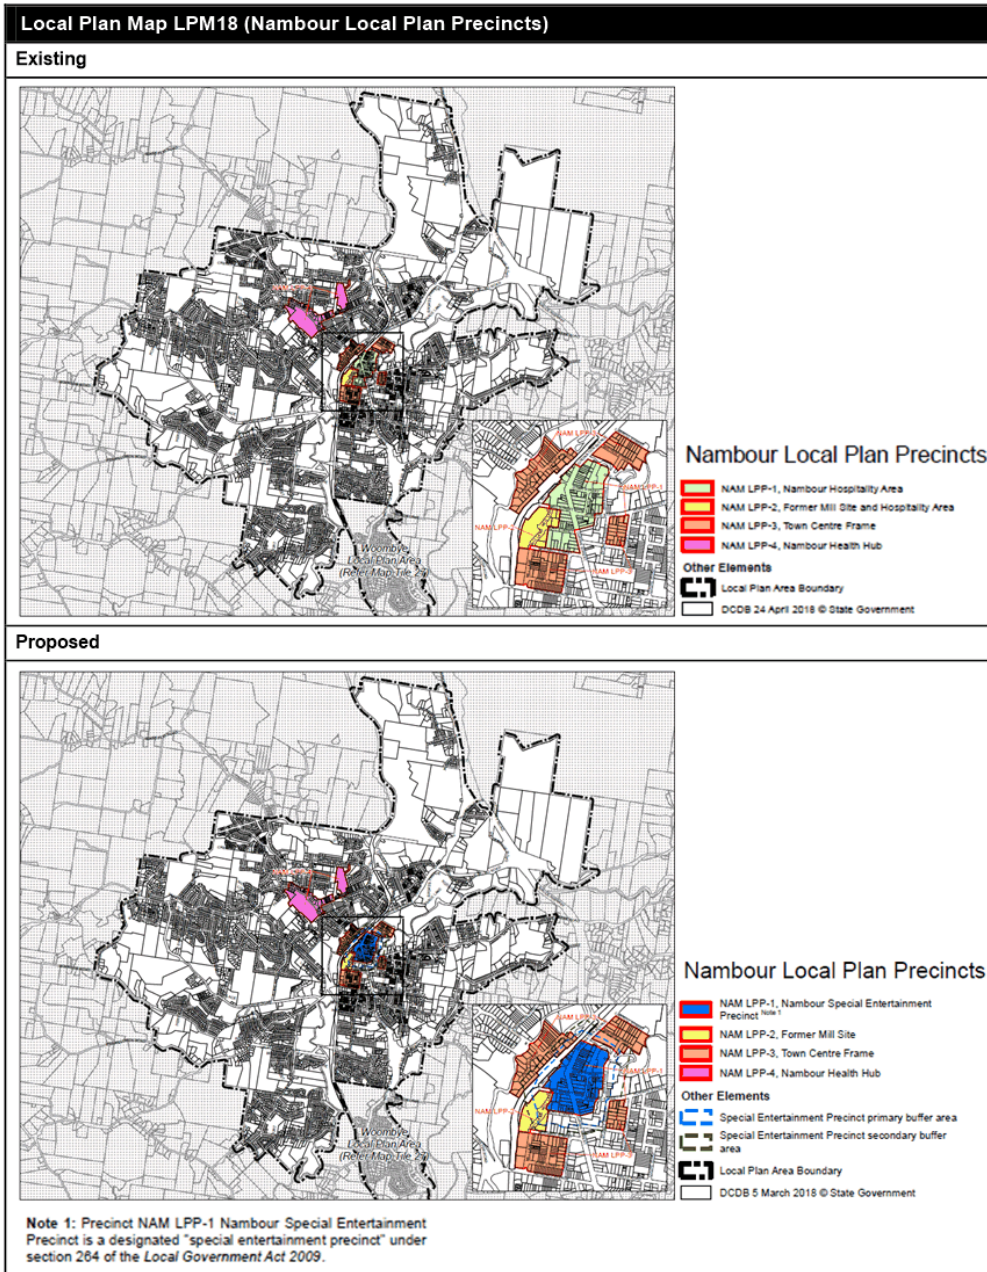 Local Plan Map LPM18 (Nambour Local Plan Precincts)
Existing
NAM LPP-3
NAM LPP-1
NAM LPP-2
NAM LPP-3
Woombye
Local Plan Area
(Refer Map Tile 27)
Nambour Local Plan Precincts
NAM LPP-1, Nambour Hospitality Area
NAM LPP-2, Former Mill Site and Hospitality Area
NAM LPP-3, Town Centre Frame
NAM LPP-4, Nambour Health Hub
Other Elements
Local Plan Area Boundary
DCDB 24 April 2018 © State Government
Proposed
NAM LPP-3
NAM LPP-1
NAM LPP-2
NAM LPP-3
Woombye
Local Plan Area
(Refer Map Tile 27)
Nambour Local Plan Precincts
NAM LPP-1, Nambour Special Entertainment
Precinct Note 1
NAM LPP-2, Former Mill Site
NAM LPP-3, Town Centre Frame
NAM LPP-4, Nambour Health Hub
Other Elements
Special Entertainment Precinct primary buffer area
Special Entertainment Precinct secondary buffer
area
Local Plan Area Boundary
DCDB 5 March 2018 © State Government
Note 1: Precinct NAM LPP-1 Nambour Special Entertainment
Precinct is a designated "special entertainment precinct" under
section 264 of the Local Government Act 2009.